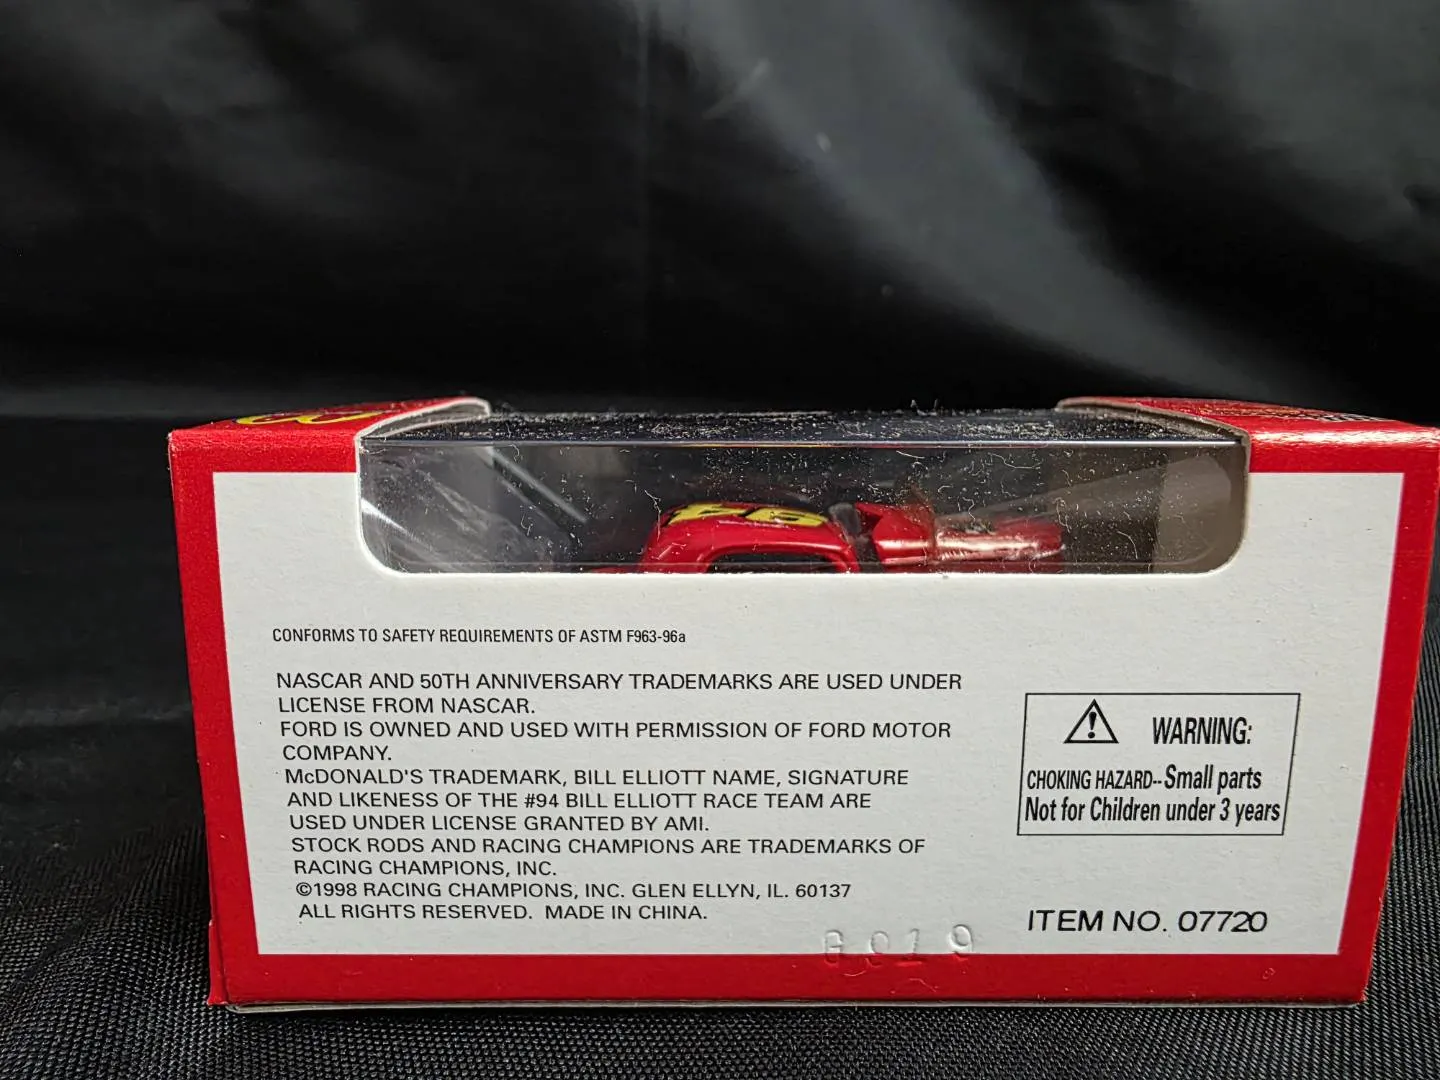 94
CONFORMS TO SAFETY REQUIREMENTS OF ASTM F963-96a
NASCAR AND 50TH ANNIVERSARY TRADEMARKS ARE USED UNDER
LICENSE FROM NASCAR.
FORD IS OWNED AND USED WITH PERMISSION OF FORD MOTOR
COMPANY.
McDONALD'S TRADEMARK, BILL ELLIOTT NAME, SIGNATURE
AND LIKENESS OF THE #94 BILL ELLIOTT RACE TEAM ARE
USED UNDER LICENSE GRANTED BY AMI.
STOCK RODS AND RACING CHAMPIONS ARE TRADEMARKS OF
RACING CHAMPIONS, INC.
©1998 RACING CHAMPIONS, INC. GLEN ELLYN, IL. 60137
ALL RIGHTS RESERVED. MADE IN CHINA.
WARNING:
CHOKING HAZARD--Small parts
Not for Children under 3 years
ITEM NO. 07720